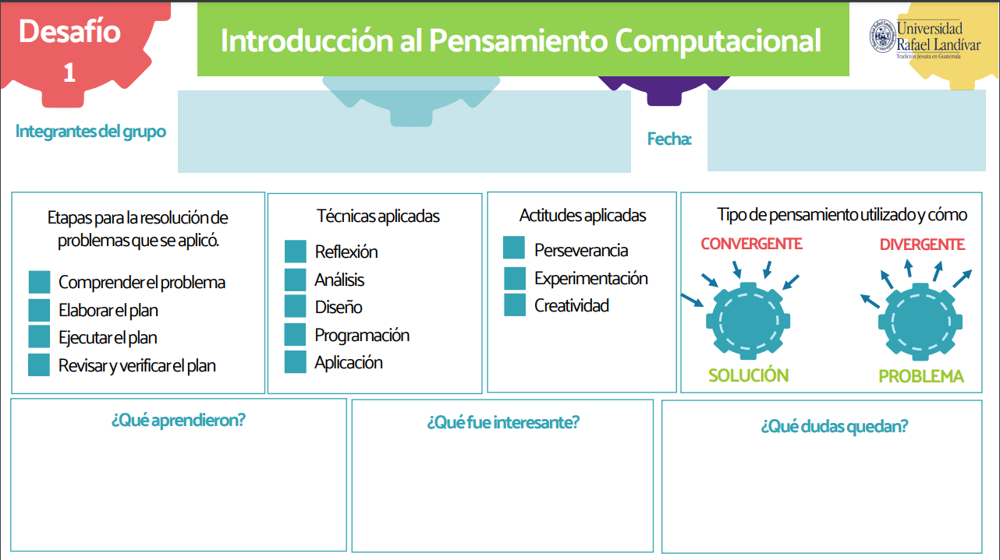 Desafío
1
Introducción al Pensamiento Computacional
Universidad
Rafael Landívar
Tradición Jesuita en Guatemala
Integrantes del grupo
Fecha:
Etapas para la resolución de
problemas que se aplicó.
Comprender el problema
Elaborar el plan
Ejecutar el plan
Revisar y verificar el plan
Técnicas aplicadas
Reflexión
Análisis
Diseño
Programación
Aplicación
Actitudes aplicadas
Perseverancia
Experimentación
Creatividad
Tipo de pensamiento utilizado y cómo
CONVERGENTE
DIVERGENTE
SOLUCIÓN
PROBLEMA
¿Qué aprendieron?
¿Qué fue interesante?
¿Qué dudas quedan?